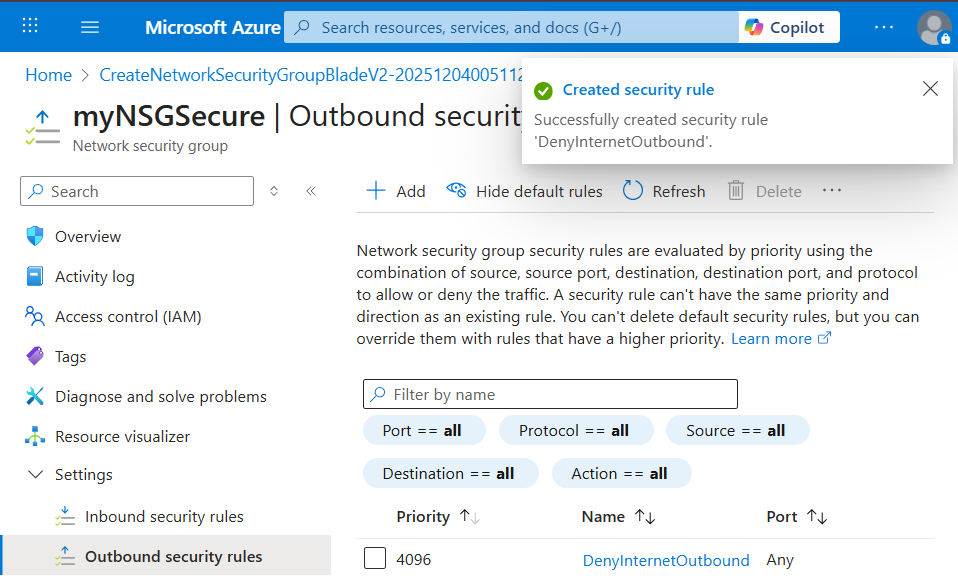 Microsoft Azure
Search resources, services, and docs (G+/)
Copilot
Home > CreateNetworkSecurityGroupBladeV2-20251204005112
Created security rule
Successfully created security rule
'DenyInternetOutbound'.
myNSGSecure | Outbound security
Network security group
Search
Add
Hide default rules
Refresh
Delete
Overview
Activity log
Access control (IAM)
Tags
Diagnose and solve problems
Resource visualizer
Settings
Inbound security rules
Outbound security rules
Network security group security rules are evaluated by priority using the
combination of source, source port, destination, destination port, and protocol
to allow or deny the traffic. A security rule can't have the same priority and
direction as an existing rule. You can't delete default security rules, but you can
override them with rules that have a higher priority. Learn more
Filter by name
Port == all
Protocol == all
Source == all
Destination == all
Action == all
Priority
Name
Port
4096
DenyInternetOutbound
Any